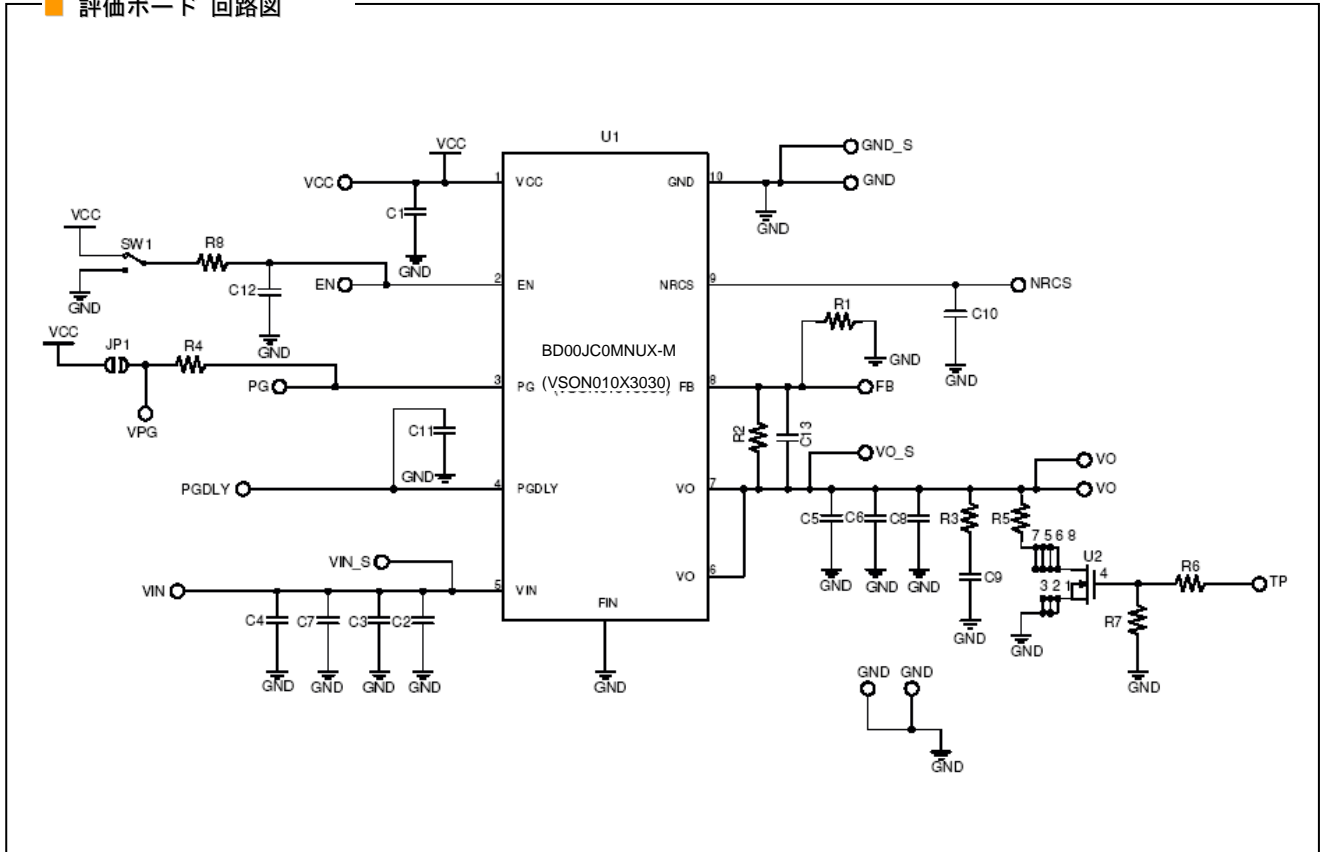 ■ 評価ボード 回路図
U1
BD00JC0MNUX-M
(VSON010X3030)
VCC
VCC
1
VCC
C1
GND
VCC
SW1
R8
GND
C12
GND
EN
2
EN
VCC
JP1
R4
VPG
PG
3
PG
C11
GND
PGDLY
4
PGDLY
VIN_S
VIN
5
VIN
C4
C7
C3
C2
GND
GND
GND
GND
FIN
GND
GND
10
GND_S
GND
GND
NRCS
9
NRCS
C10
GND
R1
GND
FB
8
FB
R2
C13
VO_S
VO
7
VO
VO
VO
6
C5
C6
C8
R3
R5
GND
GND
GND
C9
GND
7 5 6 8
U2
3 2 1
4
GND
R6
TP
R7
GND
GND
GND
GND